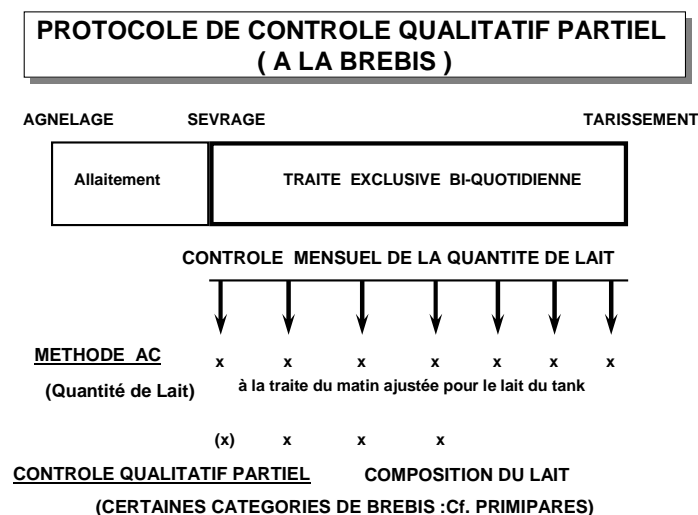 PROTOCOLE DE CONTROLE QUALITATIF PARTIEL
( A LA BREBIS )
AGNELAGE SEVRAGE TARISSEMENT
Allaitement TRAITE EXCLUSIVE BI-QUOTIDIENNE
CONTROLE MENSUEL DE LA QUANTITE DE LAIT
METHODE AC x x x x x x x
(Quantité de Lait) à la traite du matin ajustée pour le lait du tank
(x) x x x
CONTROLE QUALITATIF PARTIEL COMPOSITION DU LAIT
(CERTAINES CATEGORIES DE BREBIS :Cf. PRIMIPARES)